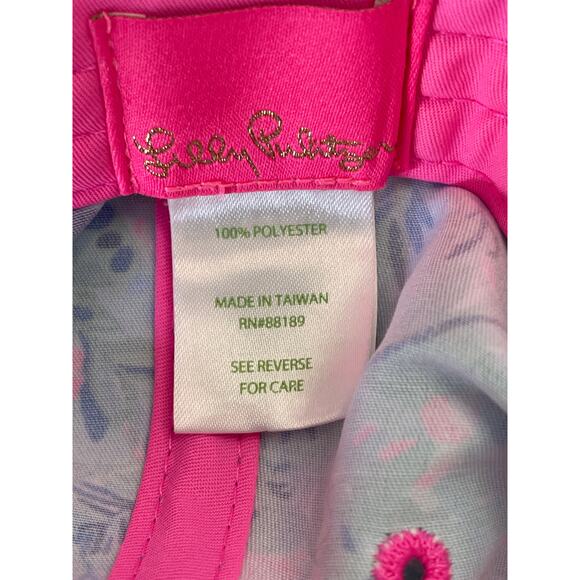 Lilly Pulitzer
100% POLYESTER
MADE IN TAIWAN
RN#88189
SEE REVERSE
FOR CARE